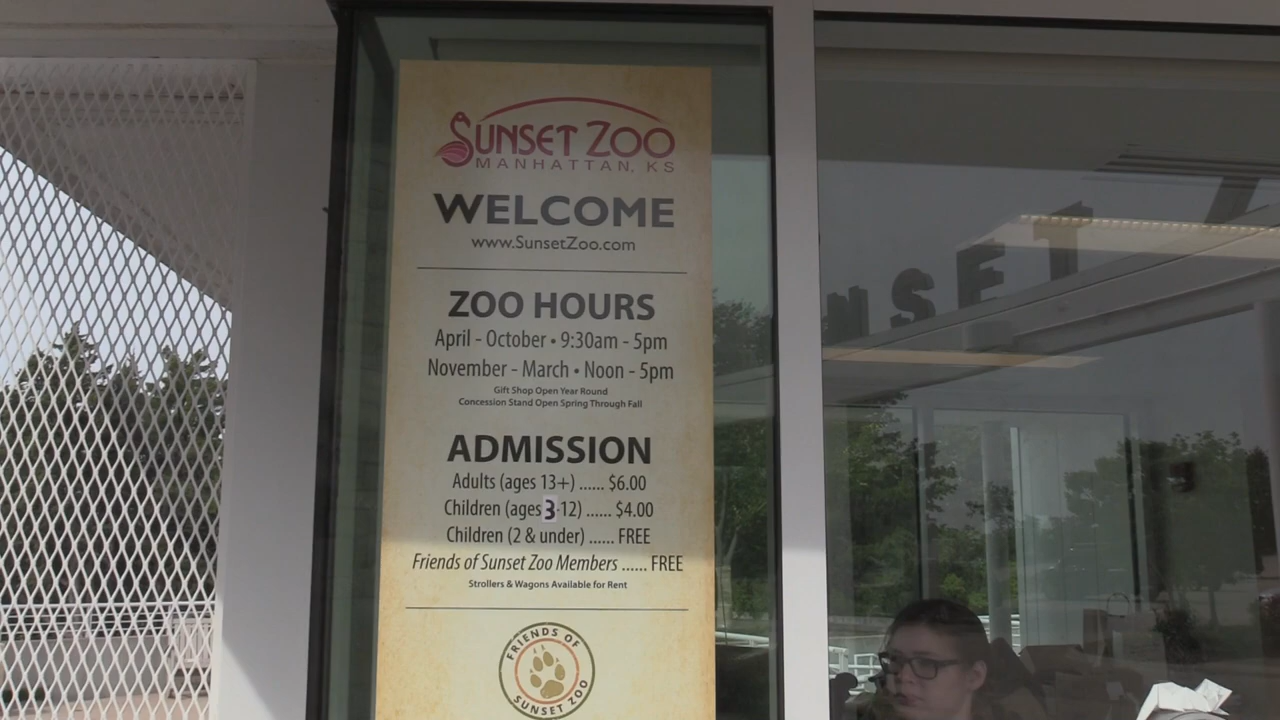 SUNSET ZOO
MANHATTAN, KS
WELCOME
www.SunsetZoo.com
ZOO HOURS
April - October • 9:30am - 5pm
November - March • Noon - 5pm
Gift Shop Open Year Round
Concession Stand Open Spring Through Fall
ADMISSION
Adults (ages 13+) ...... $6.00
Children (ages 3-12) ...... $4.00
Children (2 & under) ...... FREE
Friends of Sunset Zoo Members ...... FREE
Strollers & Wagons Available for Rent
FRIENDS OF
SUNSET ZOO
NSET Z